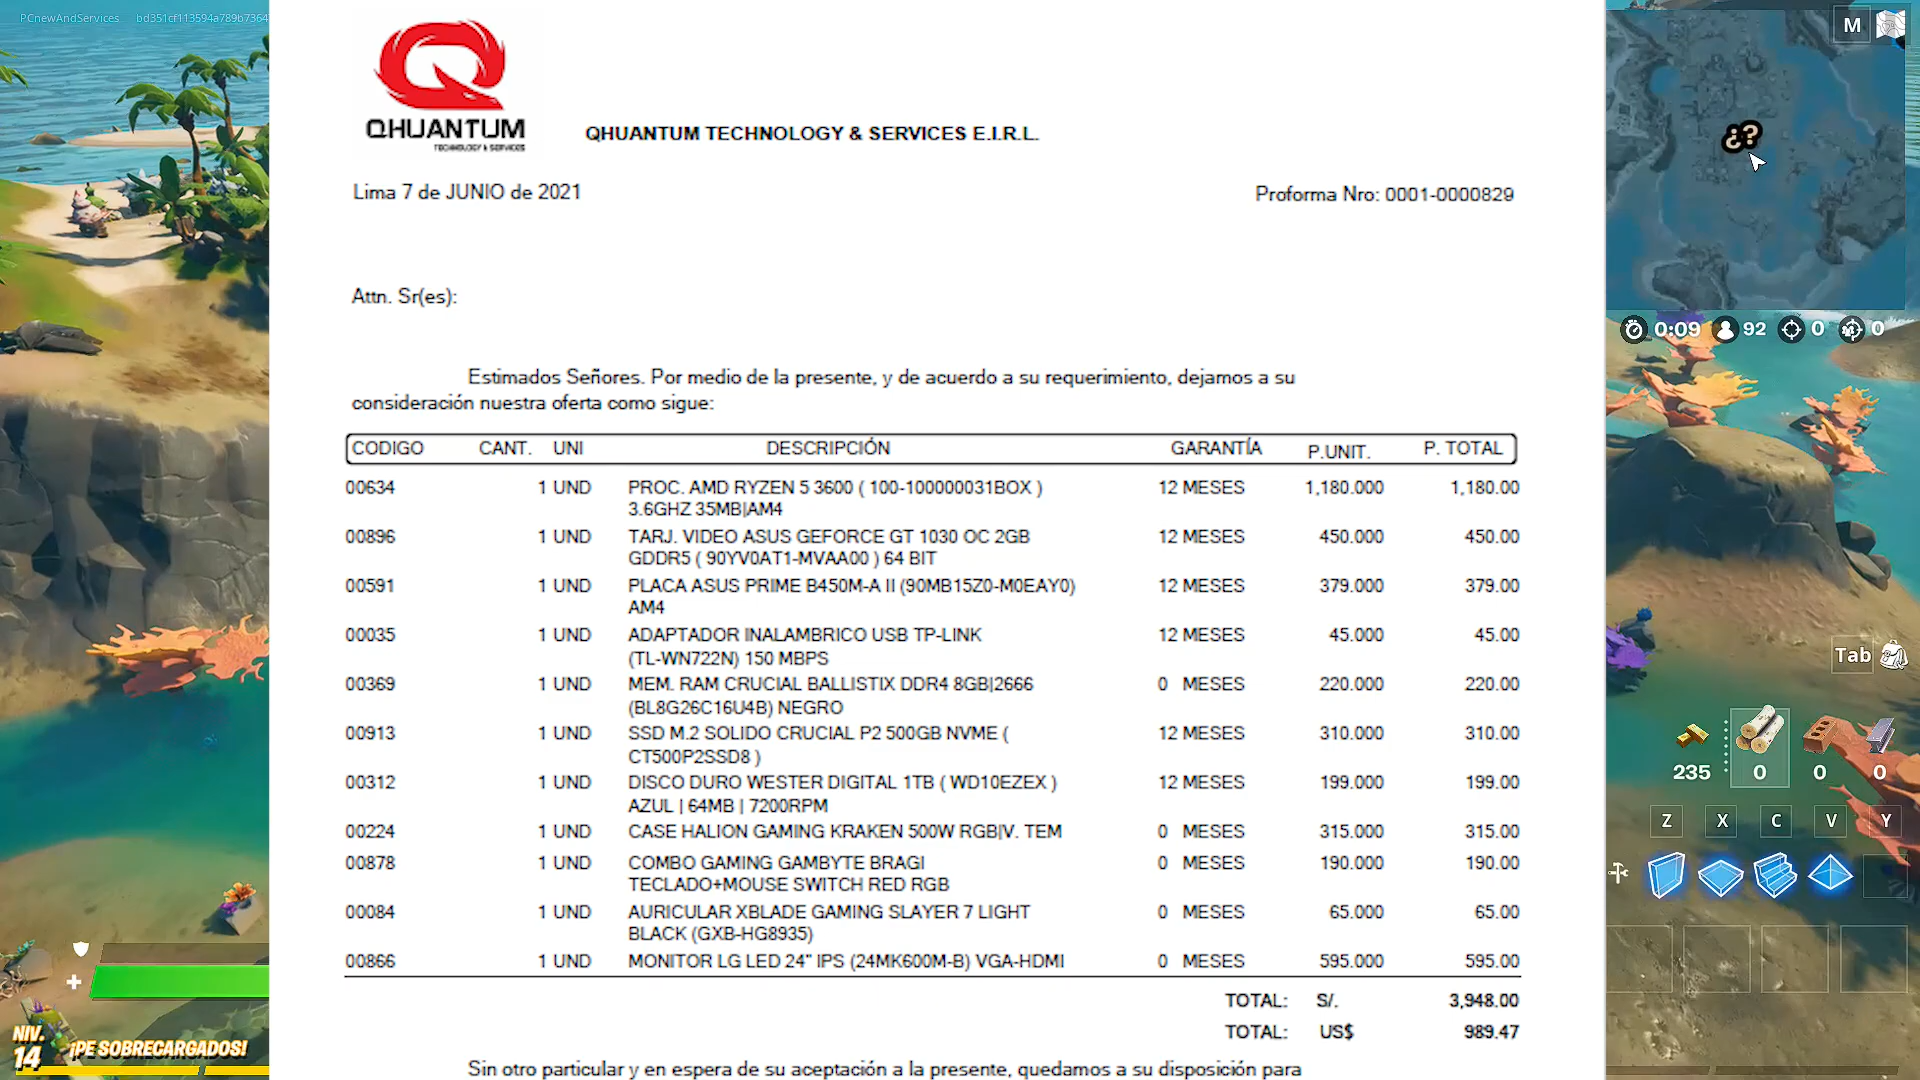 PCnewAndServices bd351cf113594a789b7364
QHUANTUM
TECHNOLOGY & SERVICES
QHUANTUM TECHNOLOGY & SERVICES E.I.R.L.
Lima 7 de JUNIO de 2021
Proforma Nro: 0001-0000829
Attn. Sr(es):
Estimados Señores. Por medio de la presente, y de acuerdo a su requerimiento, dejamos a su
consideración nuestra oferta como sigue:
CODIGO CANT. UNI DESCRIPCIÓN GARANTÍA P.UNIT. P. TOTAL
00634 1 UND PROC. AMD RYZEN 5 3600 ( 100-100000031BOX ) 12 MESES 1,180.000 1,180.00
3.6GHZ 35MB|AM4
00896 1 UND TARJ. VIDEO ASUS GEFORCE GT 1030 OC 2GB 12 MESES 450.000 450.00
GDDR5 ( 90YV0AT1-MVAA00 ) 64 BIT
00591 1 UND PLACA ASUS PRIME B450M-A II (90MB15Z0-M0EAY0) 12 MESES 379.000 379.00
AM4
00035 1 UND ADAPTADOR INALAMBRICO USB TP-LINK 12 MESES 45.000 45.00
(TL-WN722N) 150 MBPS
00369 1 UND MEM. RAM CRUCIAL BALLISTIX DDR4 8GB|2666 0 MESES 220.000 220.00
(BL8G26C16U4B) NEGRO
00913 1 UND SSD M.2 SOLIDO CRUCIAL P2 500GB NVME ( 12 MESES 310.000 310.00
CT500P2SSD8 )
00312 1 UND DISCO DURO WESTER DIGITAL 1TB ( WD10EZEX ) 12 MESES 199.000 199.00
AZUL | 64MB | 7200RPM
00224 1 UND CASE HALION GAMING KRAKEN 500W RGB|V. TEM 0 MESES 315.000 315.00
00878 1 UND COMBO GAMING GAMBYTE BRAGI 0 MESES 190.000 190.00
TECLADO+MOUSE SWITCH RED RGB
00084 1 UND AURICULAR XBLADE GAMING SLAYER 7 LIGHT 0 MESES 65.000 65.00
BLACK (GXB-HG8935)
00866 1 UND MONITOR LG LED 24" IPS (24MK600M-B) VGA-HDMI 0 MESES 595.000 595.00
TOTAL: S/. 3,948.00
TOTAL: US$ 989.47
Sin otro particular y en espera de su aceptación a la presente, quedamos a su disposición para
M
¿??
0:09 92 0 0
Tab
235 0 0 0
Z X C V Y
NIV.
14
¡PE SOBRECARGADOS!